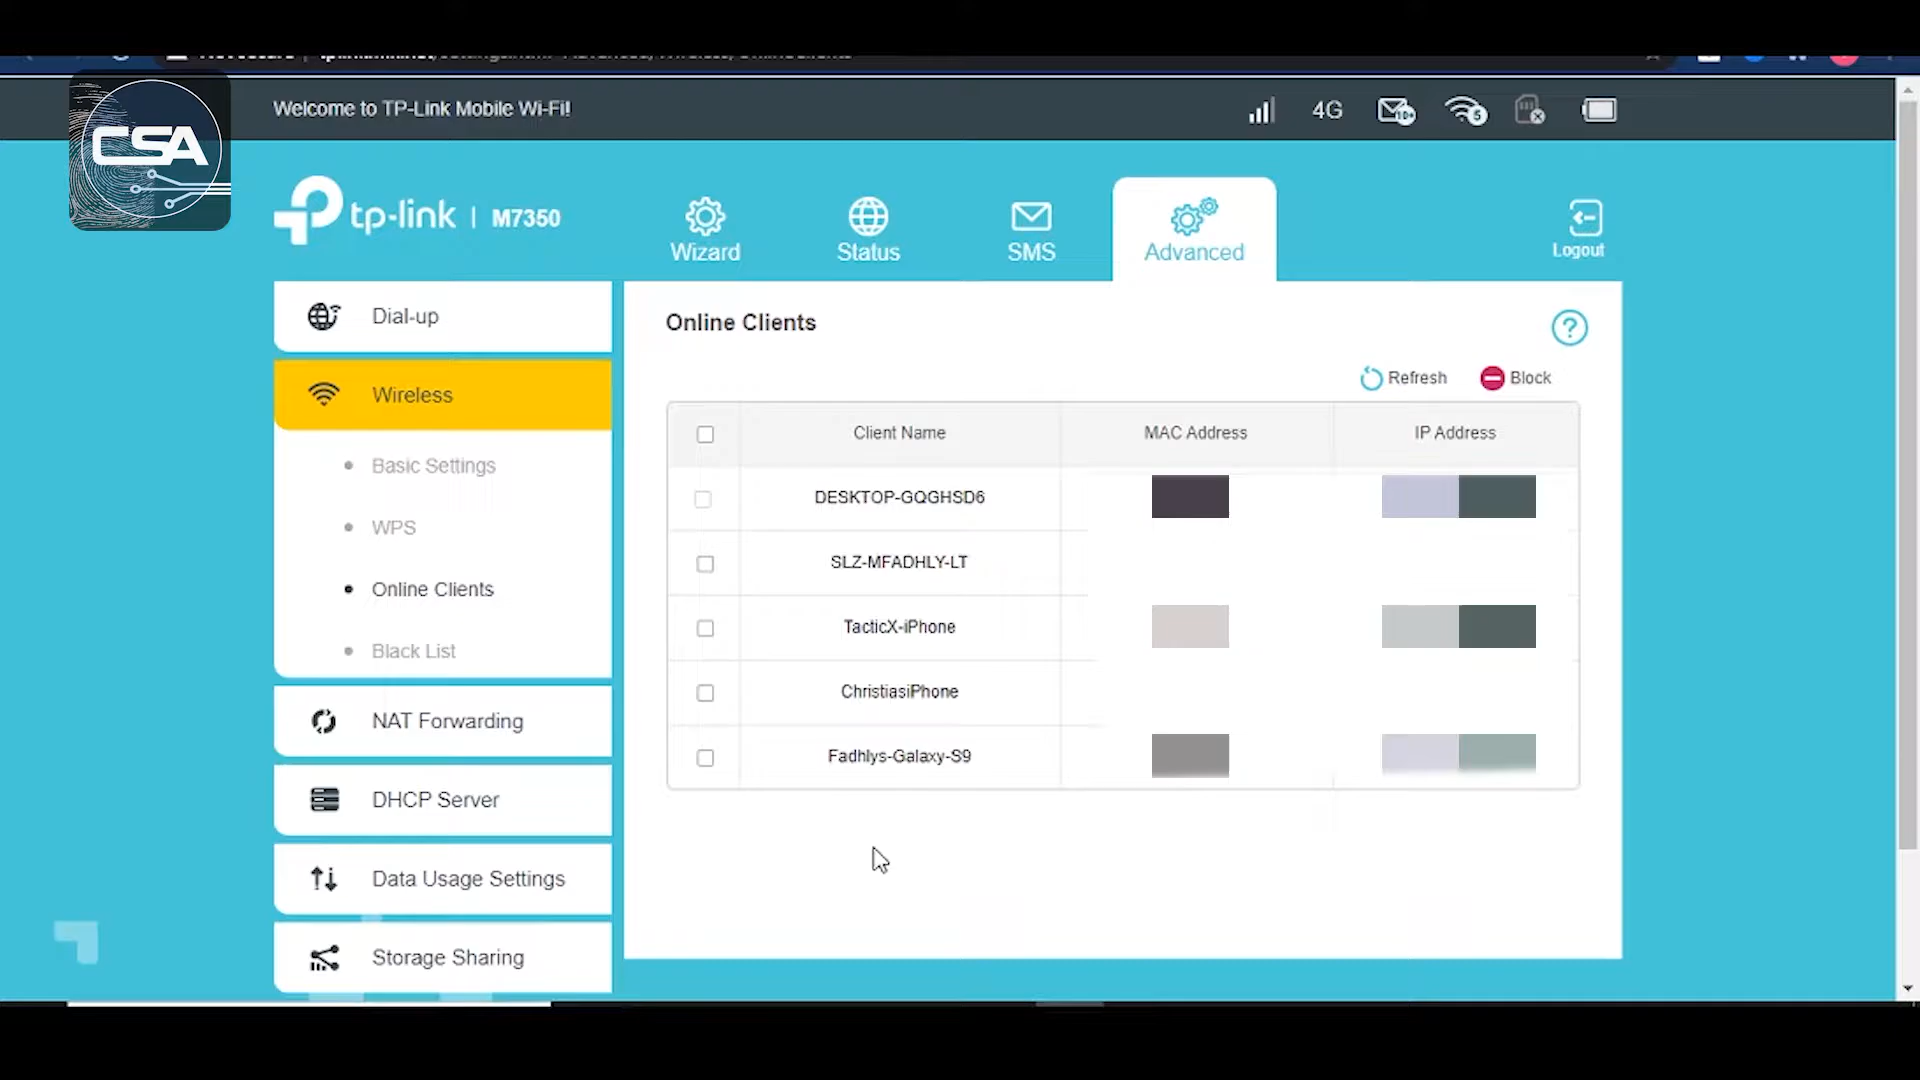 Welcome to TP-Link Mobile Wi-Fi!
4G
10+
5
CSA
tp-link | M7350
Wizard
Status
SMS
Advanced
Logout
Dial-up
Wireless
Basic Settings
WPS
Online Clients
Black List
NAT Forwarding
DHCP Server
Data Usage Settings
Storage Sharing
Online Clients
?
Refresh
Block
Client Name MAC Address IP Address
DESKTOP-GQGHSD6
SLZ-MFADHLY-LT
TacticX-iPhone
ChristiasiPhone
Fadhlys-Galaxy-S9